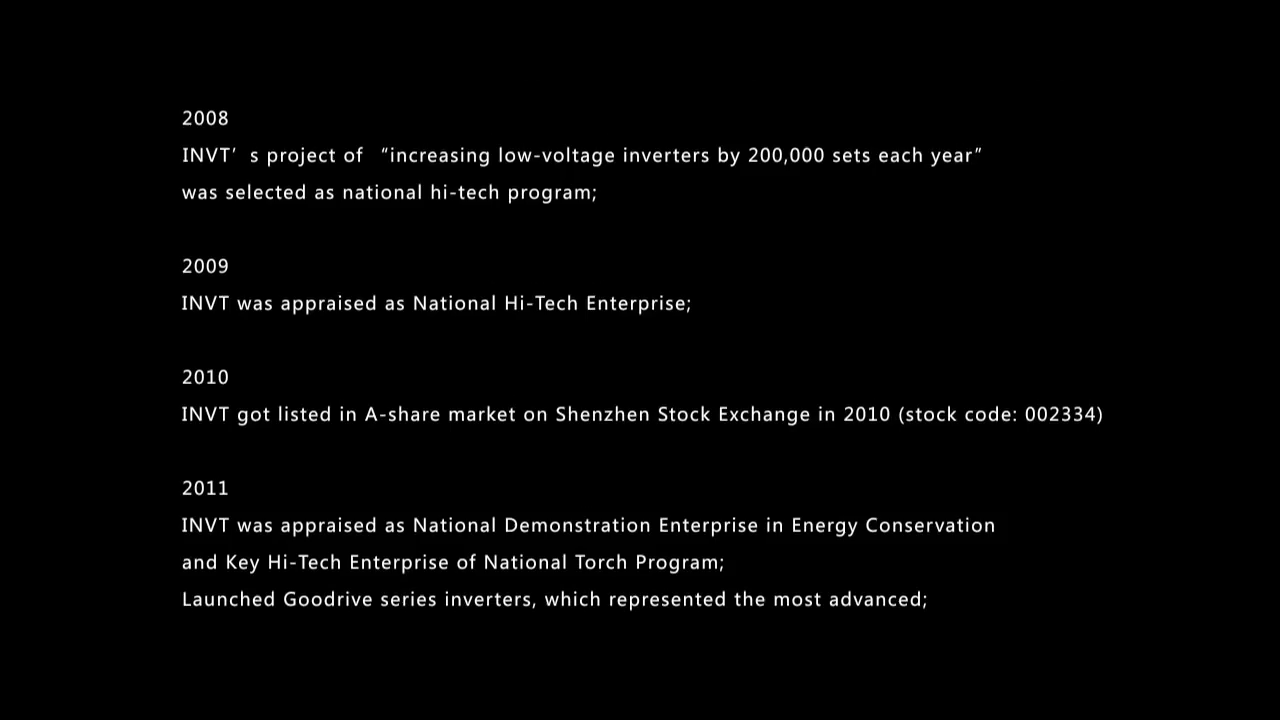 2008
INVT’s project of “increasing low-voltage inverters by 200,000 sets each year”
was selected as national hi-tech program;
2009
INVT was appraised as National Hi-Tech Enterprise;
2010
INVT got listed in A-share market on Shenzhen Stock Exchange in 2010 (stock code: 002334)
2011
INVT was appraised as National Demonstration Enterprise in Energy Conservation
and Key Hi-Tech Enterprise of National Torch Program;
Launched Goodrive series inverters, which represented the most advanced;